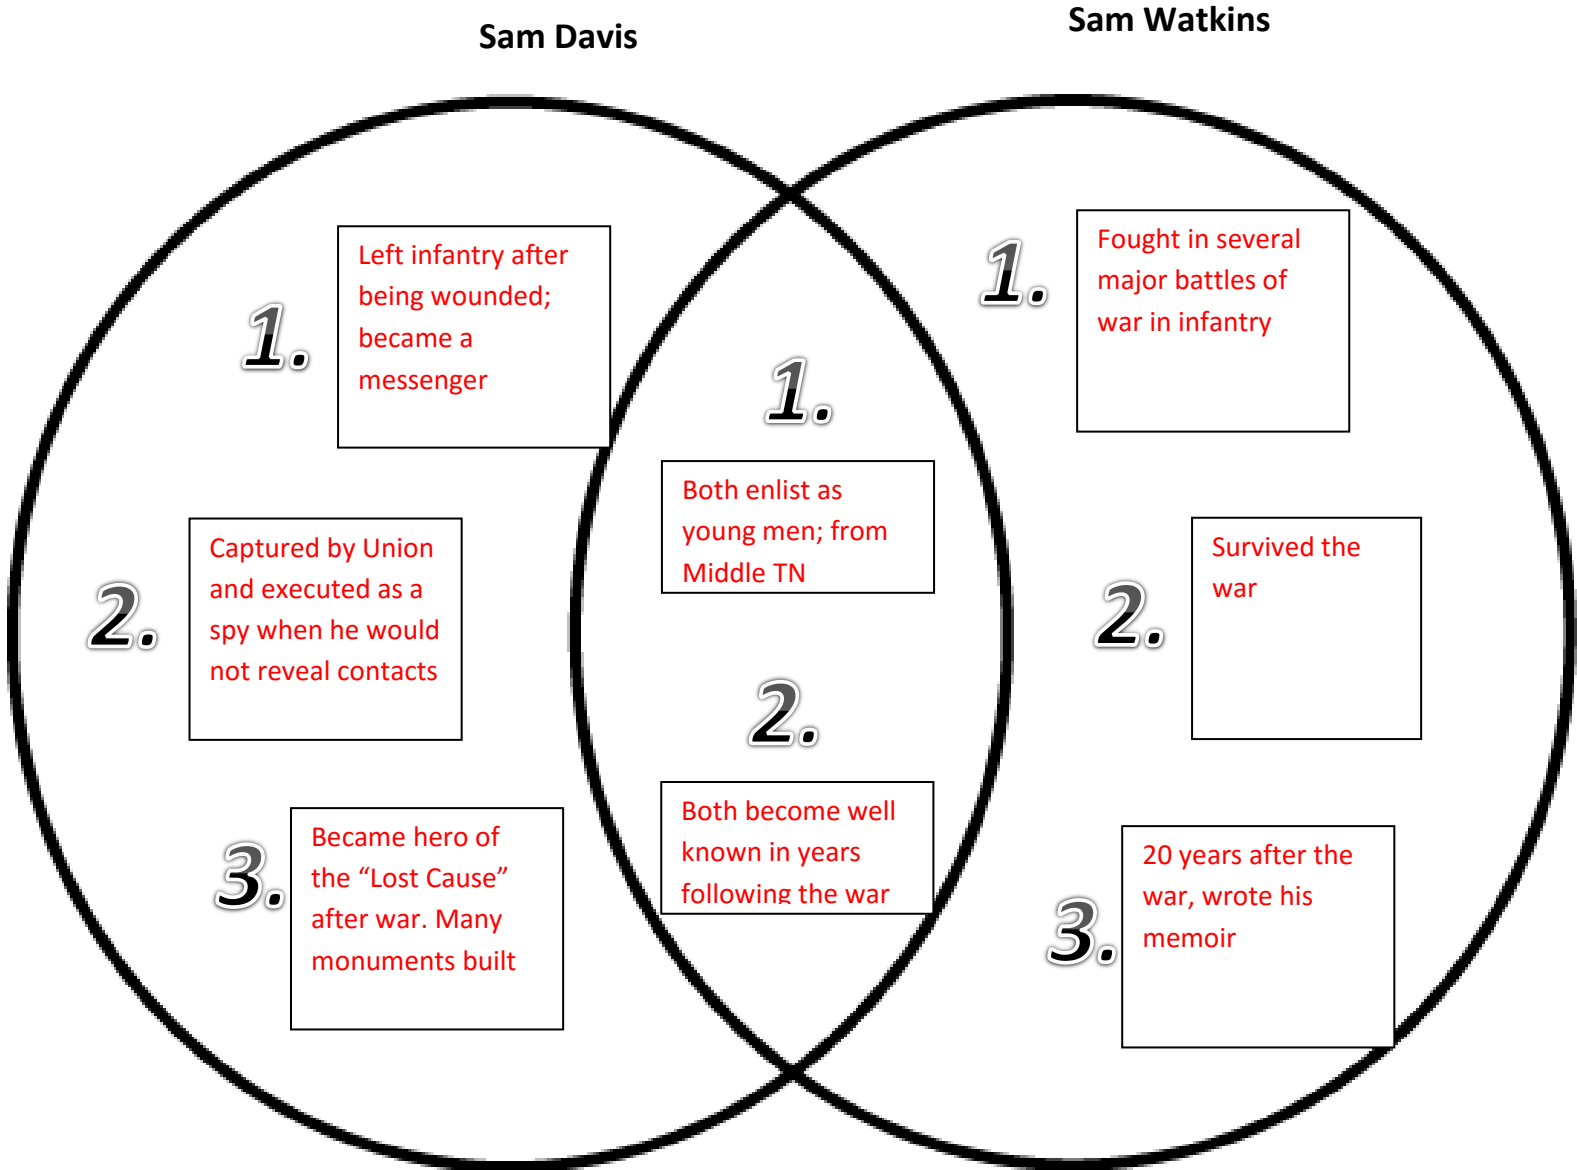 Sam Davis
Sam Watkins
1.
Left infantry after
being wounded;
became a
messenger
2.
Captured by Union
and executed as a
spy when he would
not reveal contacts
3.
Became hero of
the “Lost Cause”
after war. Many
monuments built
1.
Both enlist as
young men; from
Middle TN
2.
Both become well
known in years
following the war
1.
Fought in several
major battles of
war in infantry
2.
Survived the
war
3.
20 years after the
war, wrote his
memoir